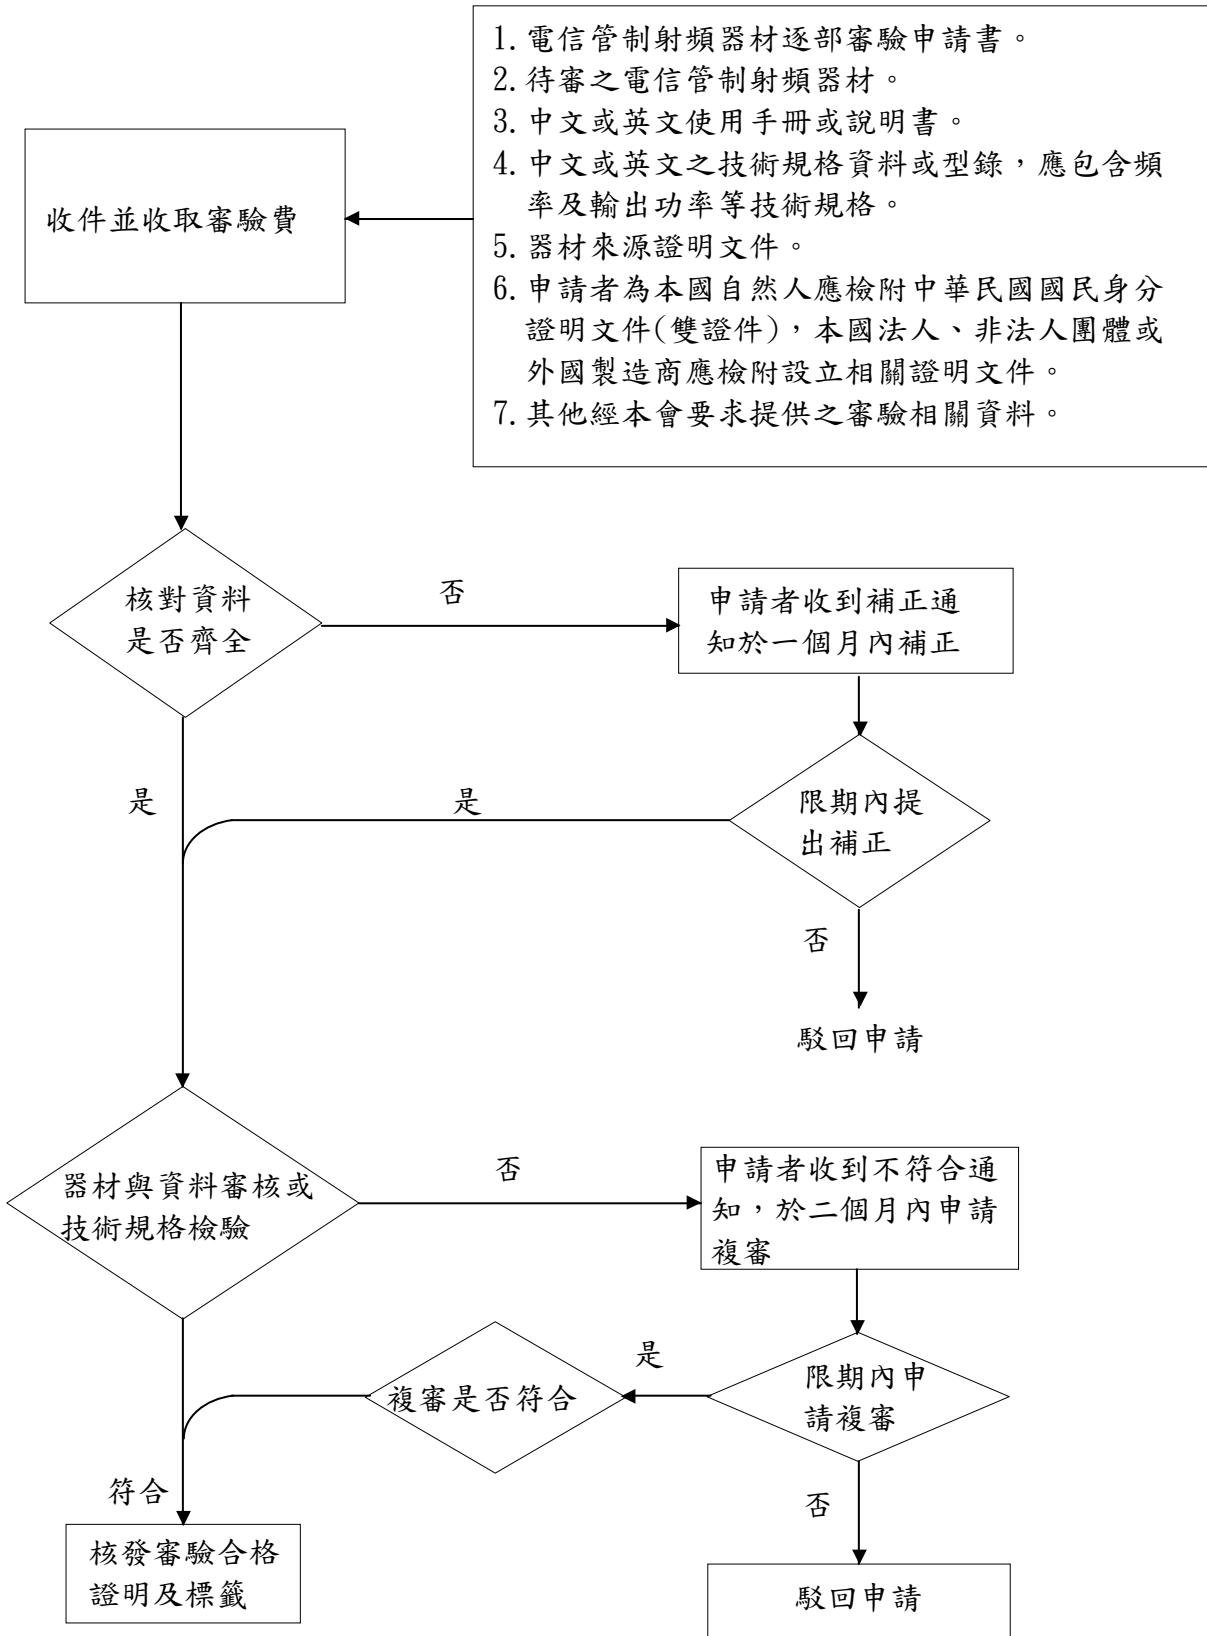 1.電信管制射頻器材逐部審驗申請書。
2.待審之電信管制射頻器材。
3.中文或英文使用手冊或說明書。
4.中文或英文之技術規格資料或型錄，應包含頻
率及輸出功率等技術規格。
5.器材來源證明文件。
6.申請者為本國自然人應檢附中華民國國民身分
證明文件(雙證件)，本國法人、非法人團體或
外國製造商應檢附設立相關證明文件。
7.其他經本會要求提供之審驗相關資料。
收件並收取審驗費
核對資料
是否齊全
否
申請者收到補正通
知於一個月內補正
是
是
限期內提
出補正
否
駁回申請
器材與資料審核或
技術規格檢驗
否
申請者收到不符合通
知，於二個月內申請
複審
複審是否符合
是
限期內申
請複審
符合
否
核發審驗合格
證明及標籤
駁回申請